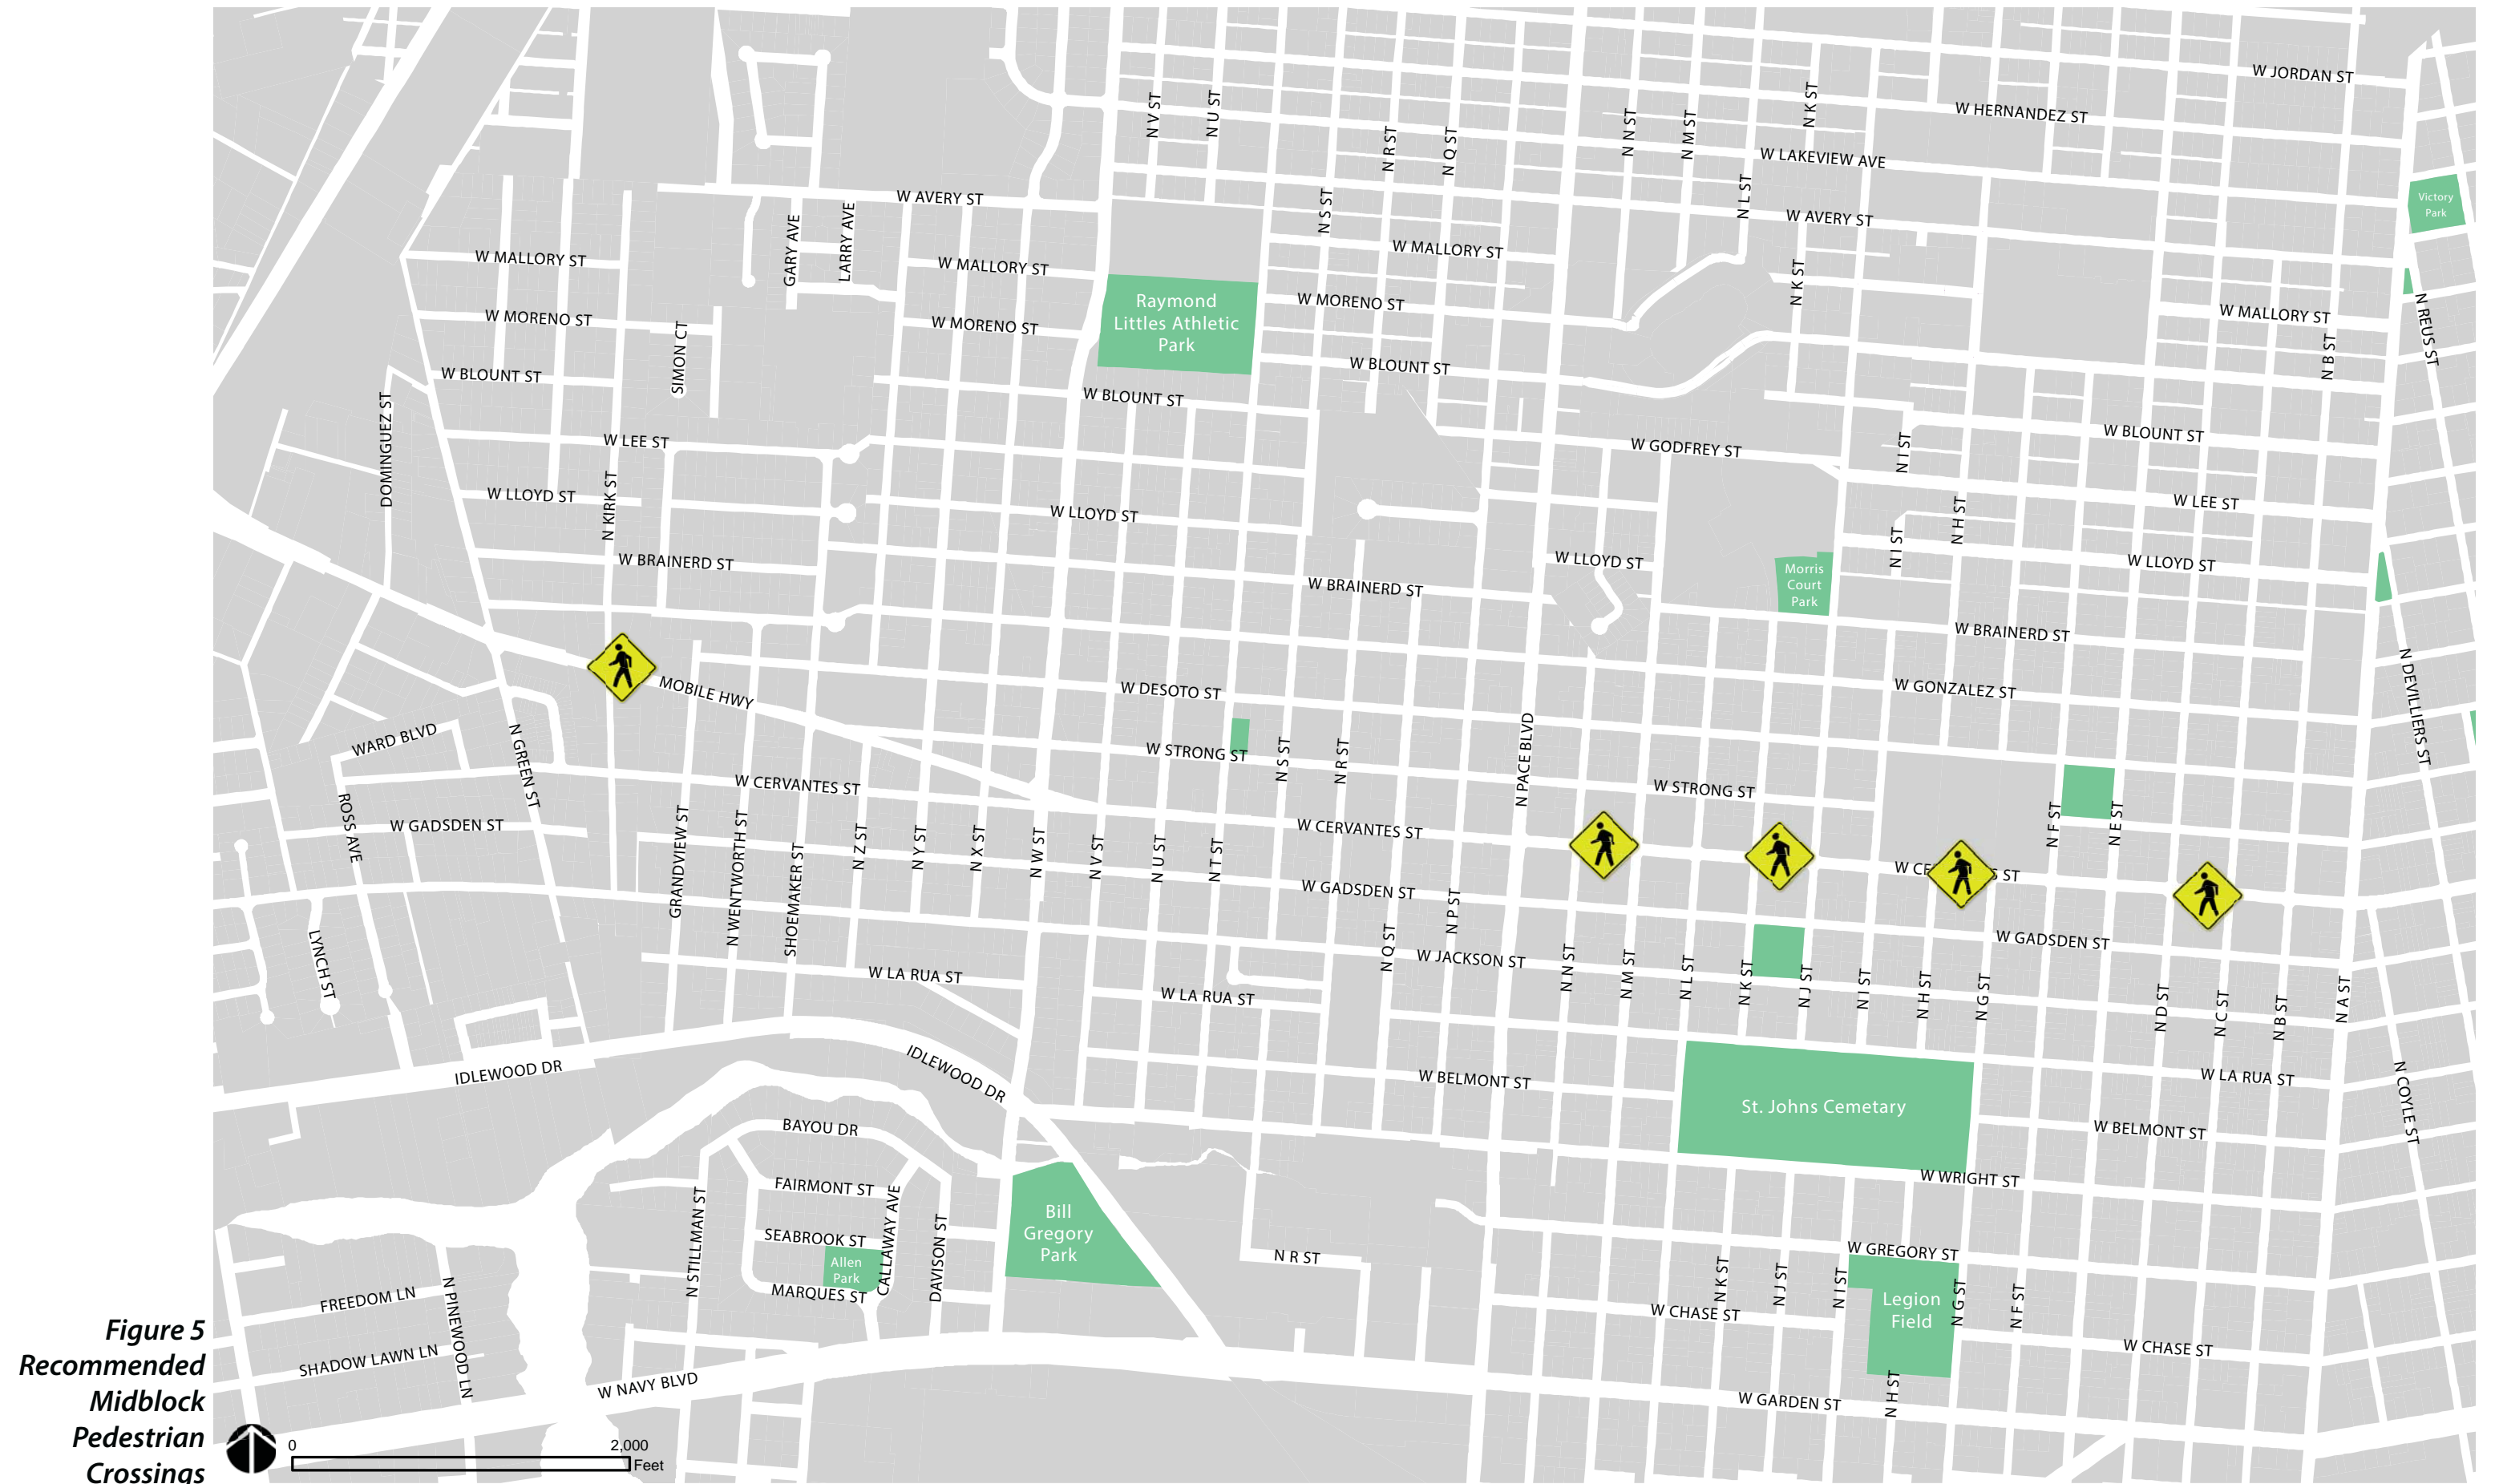 W JORDAN ST
W HERNANDEZ ST
N K ST
N V ST
N U ST
N N ST
N M ST
N R ST
N Q ST
W LAKEVIEW AVE
W AVERY ST
N L ST
Victory
Park
N S ST
W AVERY ST
GARY AVE
LARRY AVE
W MALLORY ST
W MALLORY ST
W MALLORY ST
N K ST
Raymond
Littles Athletic
Park
W MORENO ST
W MALLORY ST
N REUS ST
W MORENO ST
W MORENO ST
SIMON CT
N B ST
W BLOUNT ST
W BLOUNT ST
W BLOUNT ST
DOMINGUEZ ST
W LEE ST
W GODFREY ST
N I ST
W BLOUNT ST
W LLOYD ST
N KIRK ST
W LLOYD ST
N H ST
W LEE ST
W BRAINERD ST
W LLOYD ST
N I ST
W LLOYD ST
Morris
Court
Park
W BRAINERD ST
W BRAINERD ST
MOBILE HWY
W DESOTO ST
W GONZALEZ ST
N DEVILLIERS ST
WARD BLVD
N GREEN ST
W STRONG ST
N S ST
N R ST
N PACE BLVD
W CERVANTES ST
W STRONG ST
ROSS AVE
W GADSDEN ST
N F ST
N E ST
GRANDVIEW ST
N WENTWORTH ST
SHOEMAKER ST
N Z ST
N Y ST
N X ST
N W ST
N V ST
N U ST
N T ST
W CERVANTES ST
W CE S ST
W GADSDEN ST
N P ST
LYNCH ST
N Q ST
W JACKSON ST
W GADSDEN ST
W LA RUA ST
W LA RUA ST
N N ST
N M ST
N L ST
N K ST
N J ST
N I ST
N H ST
N G ST
N D ST
N C ST
N B ST
N A ST
IDLEWOOD DR
IDLEWOOD DR
W BELMONT ST
W LA RUA ST
N COYLE ST
St. Johns Cemetary
BAYOU DR
W BELMONT ST
FAIRMONT ST
W WRIGHT ST
N STILLMAN ST
SEABROOK ST
CALLAWAY AVE
DAVISON ST
Bill
Gregory
Park
Allen
Park
MARQUES ST
N R ST
W GREGORY ST
N K ST
N J ST
N I ST
N G ST
N F ST
Legion
Field
FREEDOM LN
N PINEWOOD LN
W CHASE ST
SHADOW LAWN LN
W CHASE ST
W NAVY BLVD
N H ST
W GARDEN ST
Figure 5
Recommended
Midblock
Pedestrian
Crossings
0 2,000
Feet